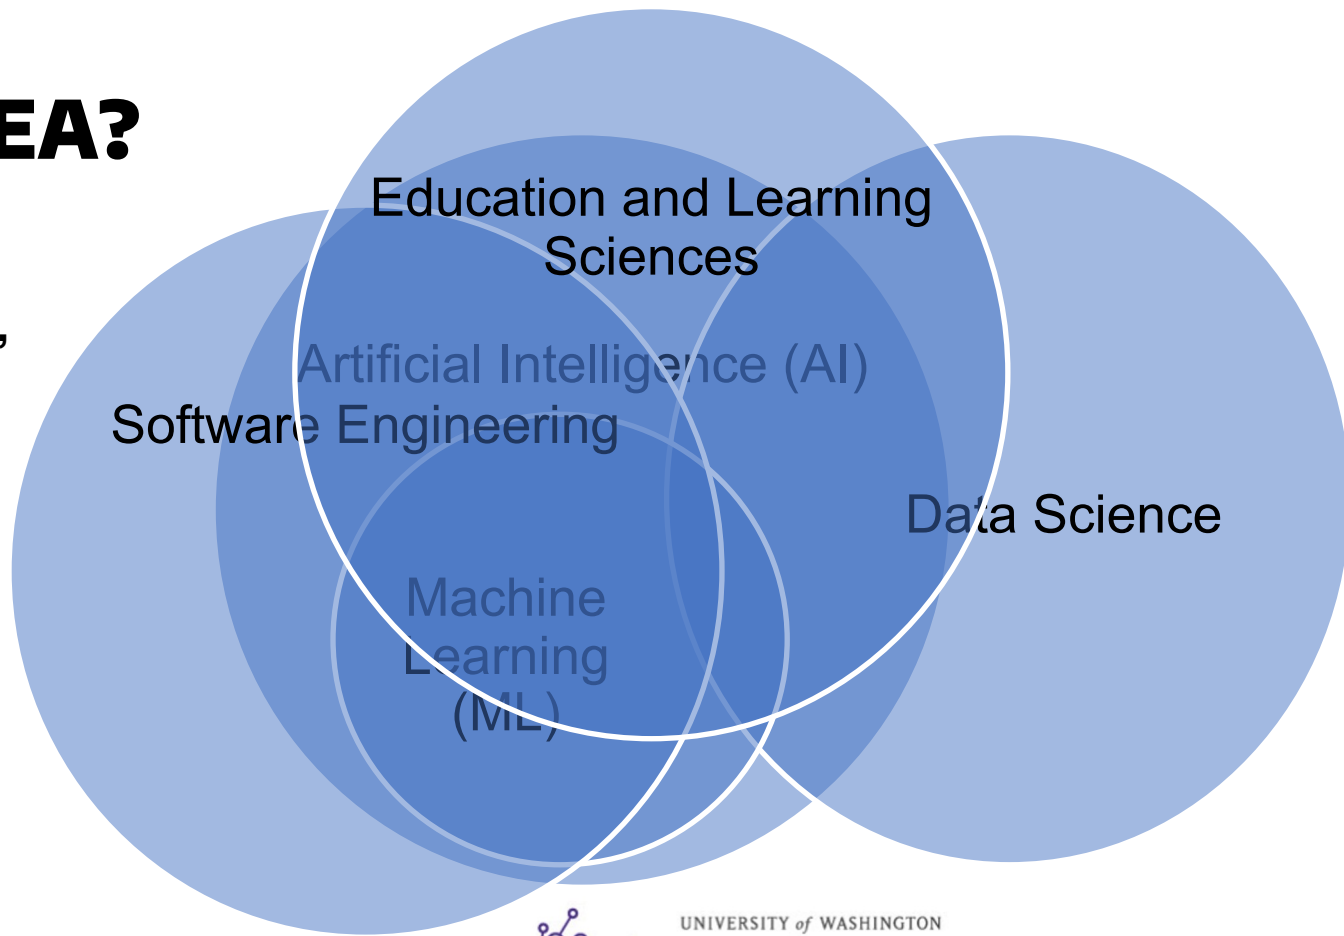 EA?
,
Education and Learning
Sciences
Artificial Intelligence (AI)
Software Engineering
Data Science
Machine
Learning
(ML)
UNIVERSITY of WASHINGTON